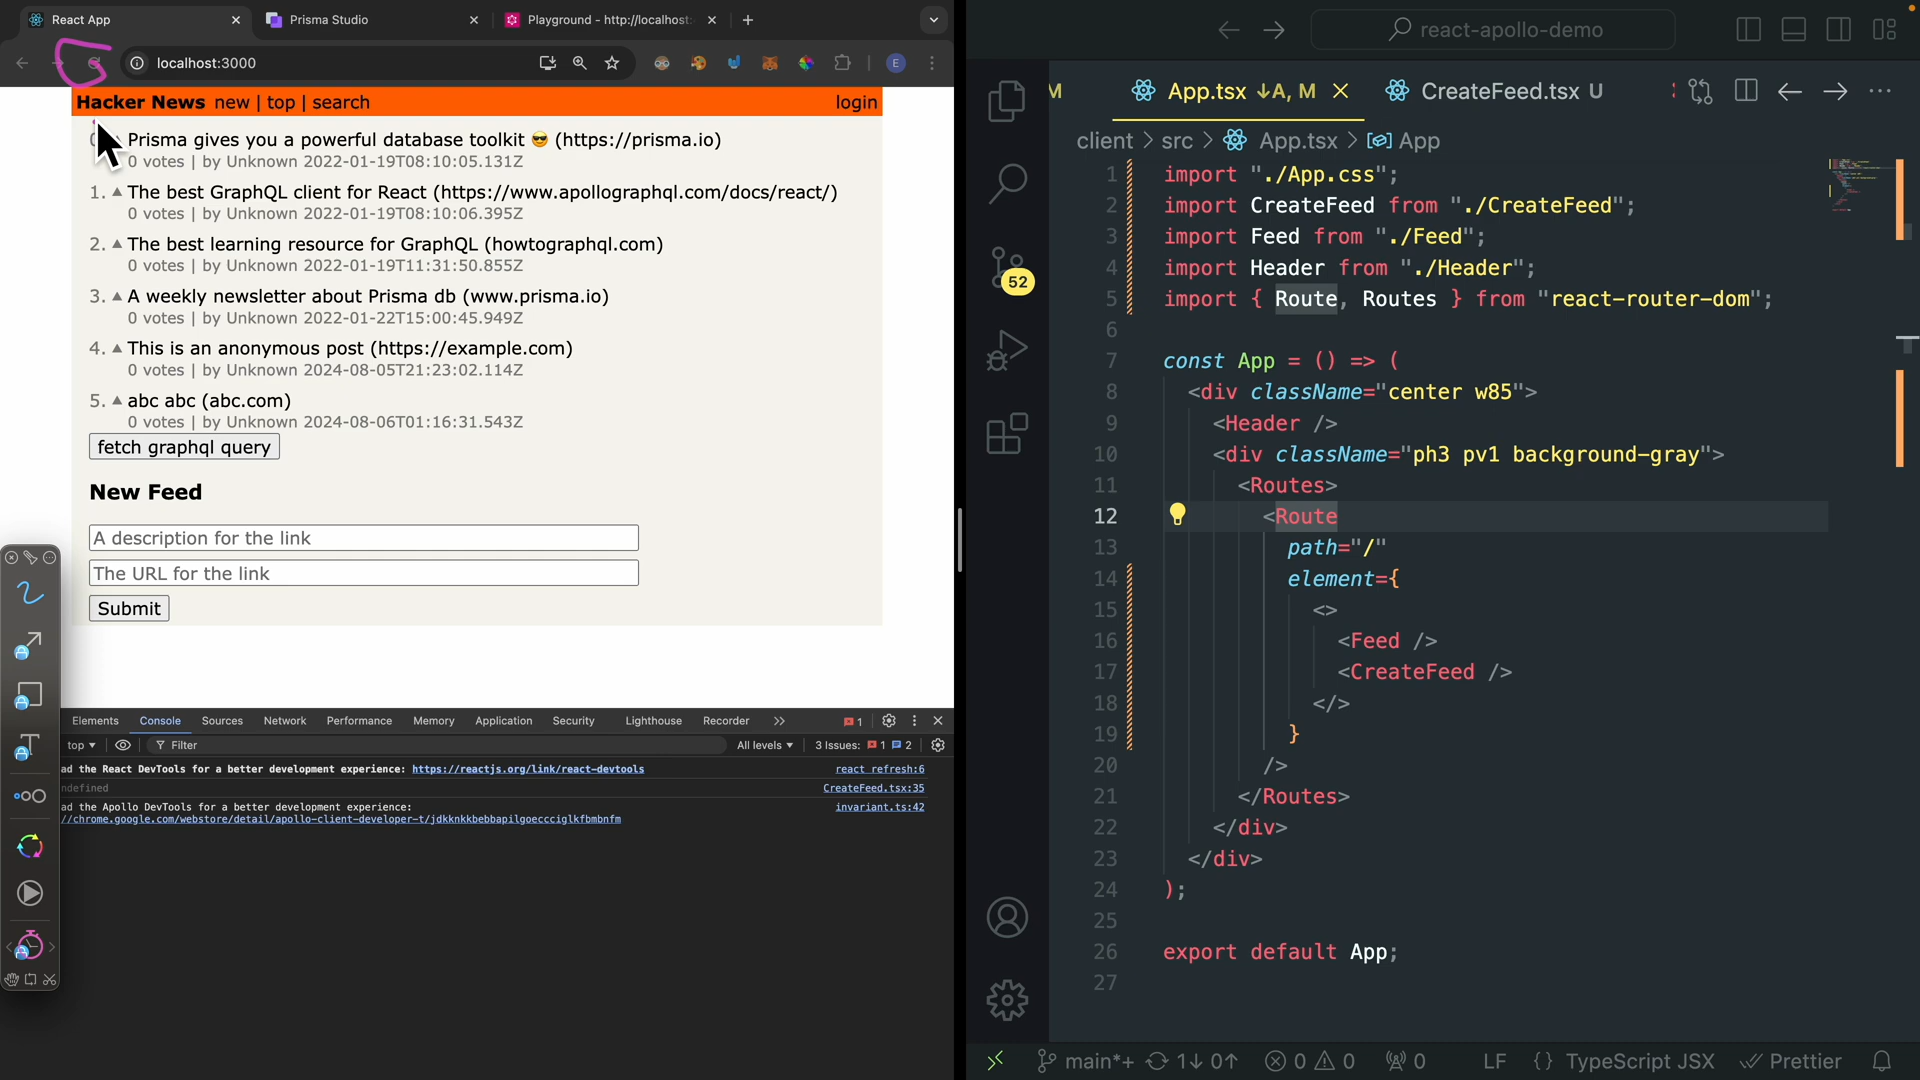 React App
Prisma Studio
Playground - http://localhost:
localhost:3000
E
Hacker News new | top | search
login
Prisma gives you a powerful database toolkit 😎 (https://prisma.io)
0 votes | by Unknown 2022-01-19T08:10:05.131Z
1. ▲ The best GraphQL client for React (https://www.apollographql.com/docs/react/)
0 votes | by Unknown 2022-01-19T08:10:06.395Z
2. ▲ The best learning resource for GraphQL (howtographql.com)
0 votes | by Unknown 2022-01-19T11:31:50.855Z
3. ▲ A weekly newsletter about Prisma db (www.prisma.io)
0 votes | by Unknown 2022-01-22T15:00:45.949Z
4. ▲ This is an anonymous post (https://example.com)
0 votes | by Unknown 2024-08-05T21:23:02.114Z
5. ▲ abc abc (abc.com)
0 votes | by Unknown 2024-08-06T01:16:31.543Z
fetch graphql query
New Feed
A description for the link
The URL for the link
Submit
Elements Console Sources Network Performance Memory Application Security Lighthouse Recorder 1
top Filter All levels 3 Issues: 1 2
ad the React DevTools for a better development experience: https://reactjs.org/link/react-devtools react refresh:6
ndefined CreateFeed.tsx:35
ad the Apollo DevTools for a better development experience: invariant.ts:42
//chrome.google.com/webstore/detail/apollo-client-developer-t/jdkknkkbebbapilgoeccciglkfbmbnfm
react-apollo-demo
M
App.tsx ↓A, M
CreateFeed.tsx U
client > src > App.tsx > App
52
1 import "./App.css";
2 import CreateFeed from "./CreateFeed";
3 import Feed from "./Feed";
4 import Header from "./Header";
5 import { Route, Routes } from "react-router-dom";
6
7 const App = () => (
8 <div className="center w85">
9 <Header />
10 <div className="ph3 pv1 background-gray">
11 <Routes>
12 <Route
13 path="/"
14 element={
15 <>
16 <Feed />
17 <CreateFeed />
18 </>
19 }
20 />
21 </Routes>
22 </div>
23 </div>
24 );
25
26 export default App;
27
main*+ 1↓ 0↑ 0 0 0 LF {} TypeScript JSX Prettier